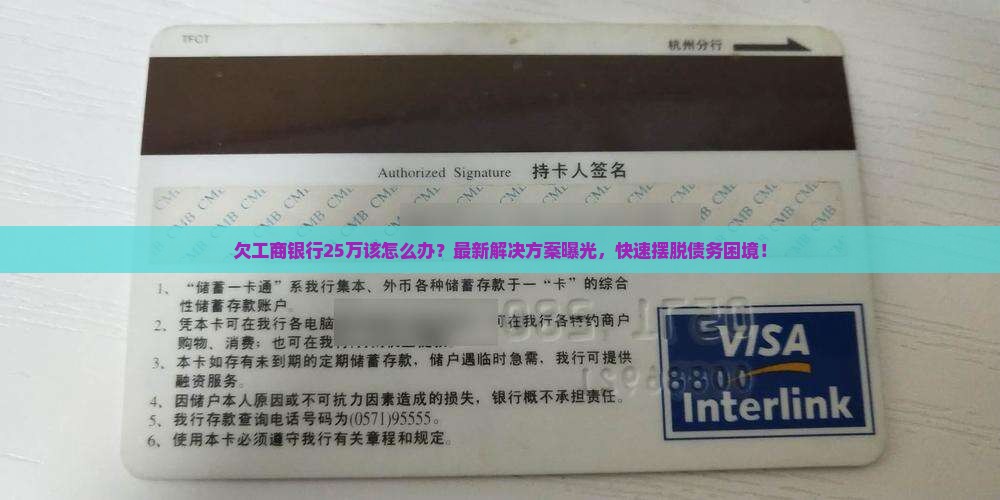 TFCT
杭州分行
Authorized Signature 持卡人签名
CMB CMB CMB CMB CMB CMB CMB CMB
欠工商银行25万该怎么办？最新解决方案曝光，快速摆脱债务困境！
1、“储蓄一卡通”系我行集本、外币各种储蓄存款于一“卡”的综合
性储蓄存款账户
2、凭本卡可在我行各电脑 可在我行各特约商户
购物、消费；也可在我
3、本卡如存有未到期的定期储蓄存款，储户遇临时急需，我行可提供
融资服务。
4、因储户本人原因或不可抗力因素造成的损失，银行概不承担责任。
5、我行存款查询电话号码为(0571)95555。
6、使用本卡必须遵守我行有关章程和规定。
VISA
Interlink